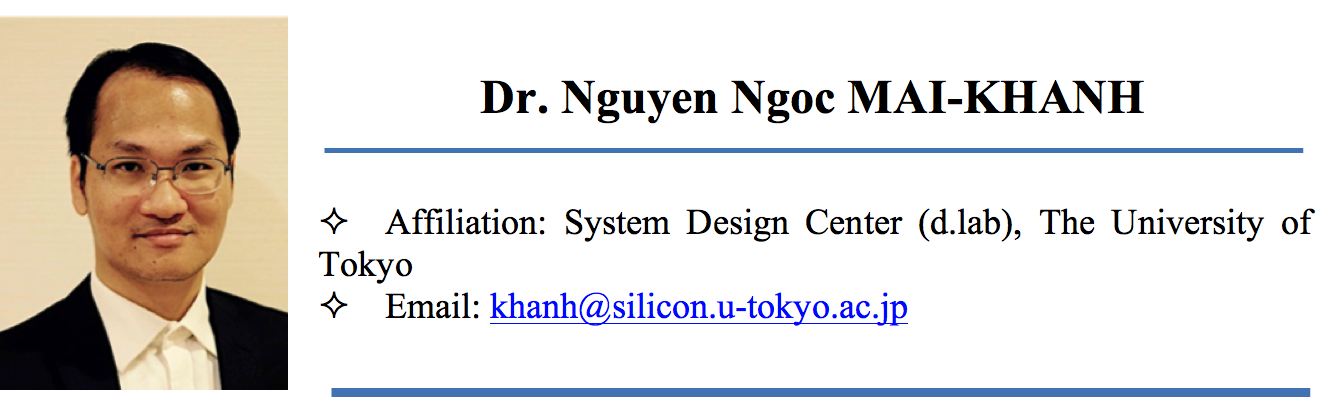 Dr. Nguyen Ngoc MAI-KHANH
✧ Affiliation: System Design Center (d.lab), The University of
Tokyo
✧ Email: khanh@silicon.u-tokyo.ac.jp